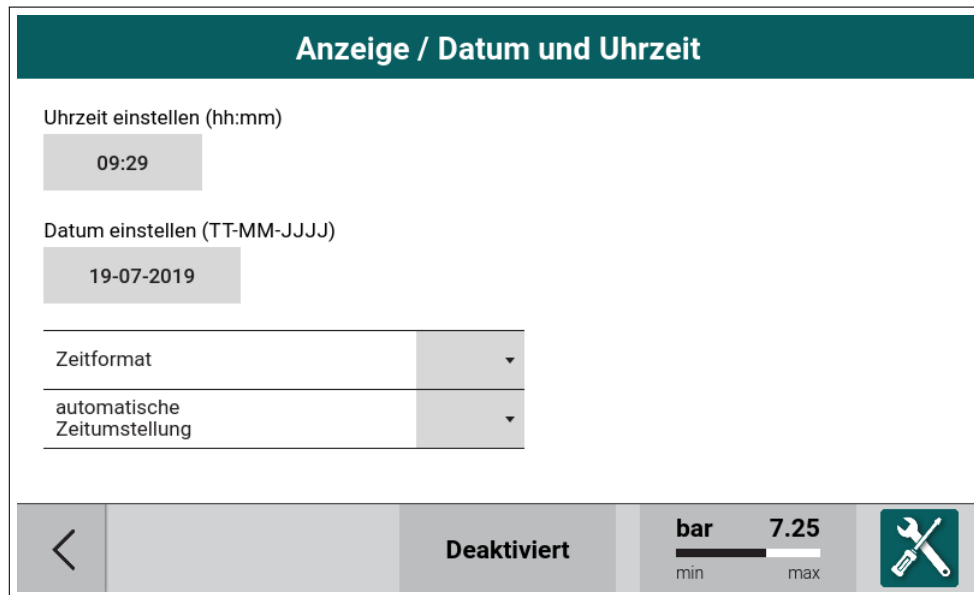 Anzeige / Datum und Uhrzeit
Uhrzeit einstellen (hh:mm)
09:29
Datum einstellen (TT-MM-JJJJ)
19-07-2019
Zeitformat
automatische
Zeitumstellung
Deaktiviert
bar 7.25
min max